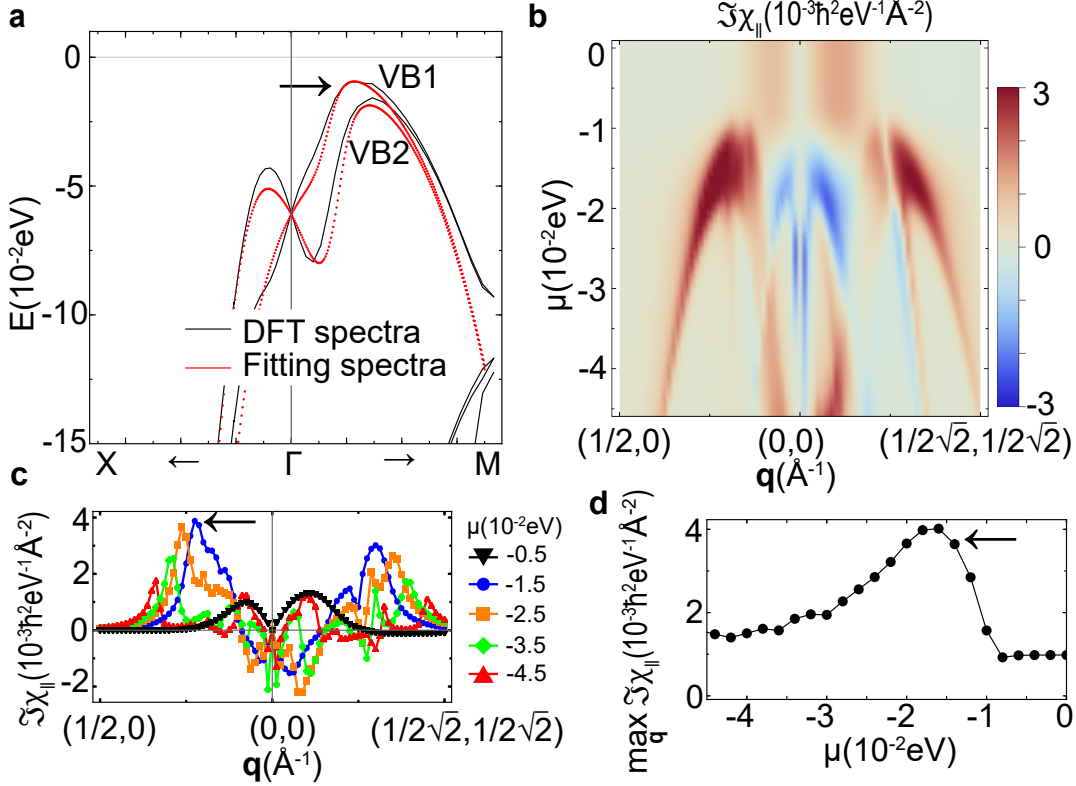 a
0
-5
-10
-15
E(10⁻²eV)
VB1
VB2
DFT spectra
Fitting spectra
X ← Γ → M
b
ℑχ∥(10⁻³ħ²eV⁻¹Å⁻²)
0
-1
-2
-3
-4
μ(10⁻²eV)
3
0
-3
(1/2,0) (0,0) (1/2√2,1/2√2)
q(Å⁻¹)
c
4
2
0
-2
ℑχ∥(10⁻³ħ²eV⁻¹Å⁻²)
μ(10⁻²eV)
-0.5
-1.5
-2.5
-3.5
-4.5
(1/2,0) (0,0) (1/2√2,1/2√2)
q(Å⁻¹)
d
4
2
0
max ℑχ∥(10⁻³ħ²eV⁻¹Å⁻²)
q
-4 -3 -2 -1 0
μ(10⁻²eV)